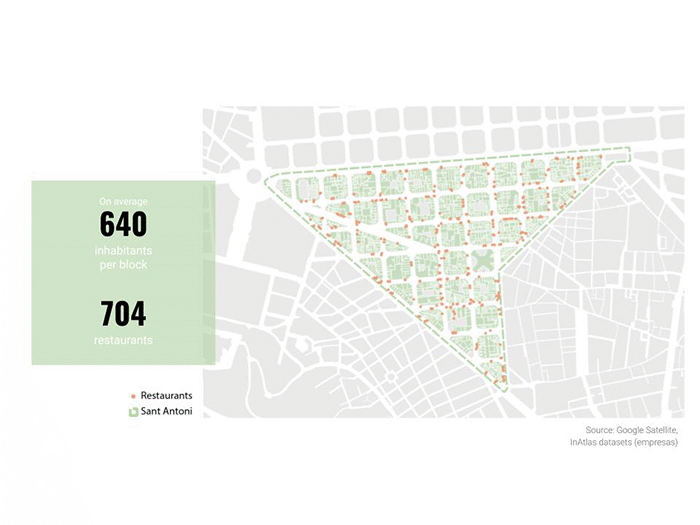 On average
640
inhabitants
per block
704
restaurants
Restaurants
Sant Antoni
Source: Google Satellite,
InAtlas datasets (empresas)